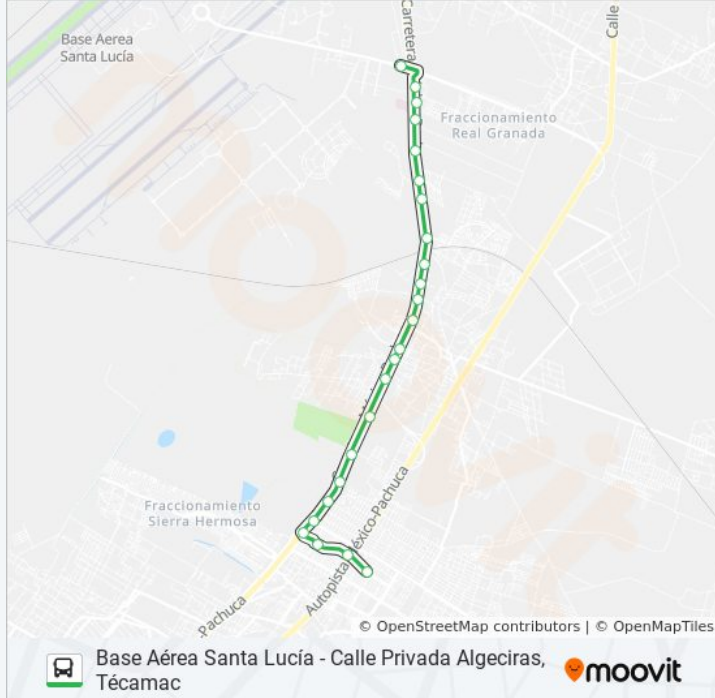 Carretera
Calle
Base Aerea
Santa Lucía
Fraccionamiento
Real Granada
Fraccionamiento
Sierra Hermosa
Autopista México-Pachuca
-Pachuca
© OpenStreetMap contributors | © OpenMapTiles
Base Aérea Santa Lucía - Calle Privada Algeciras,
Técamac
moovit